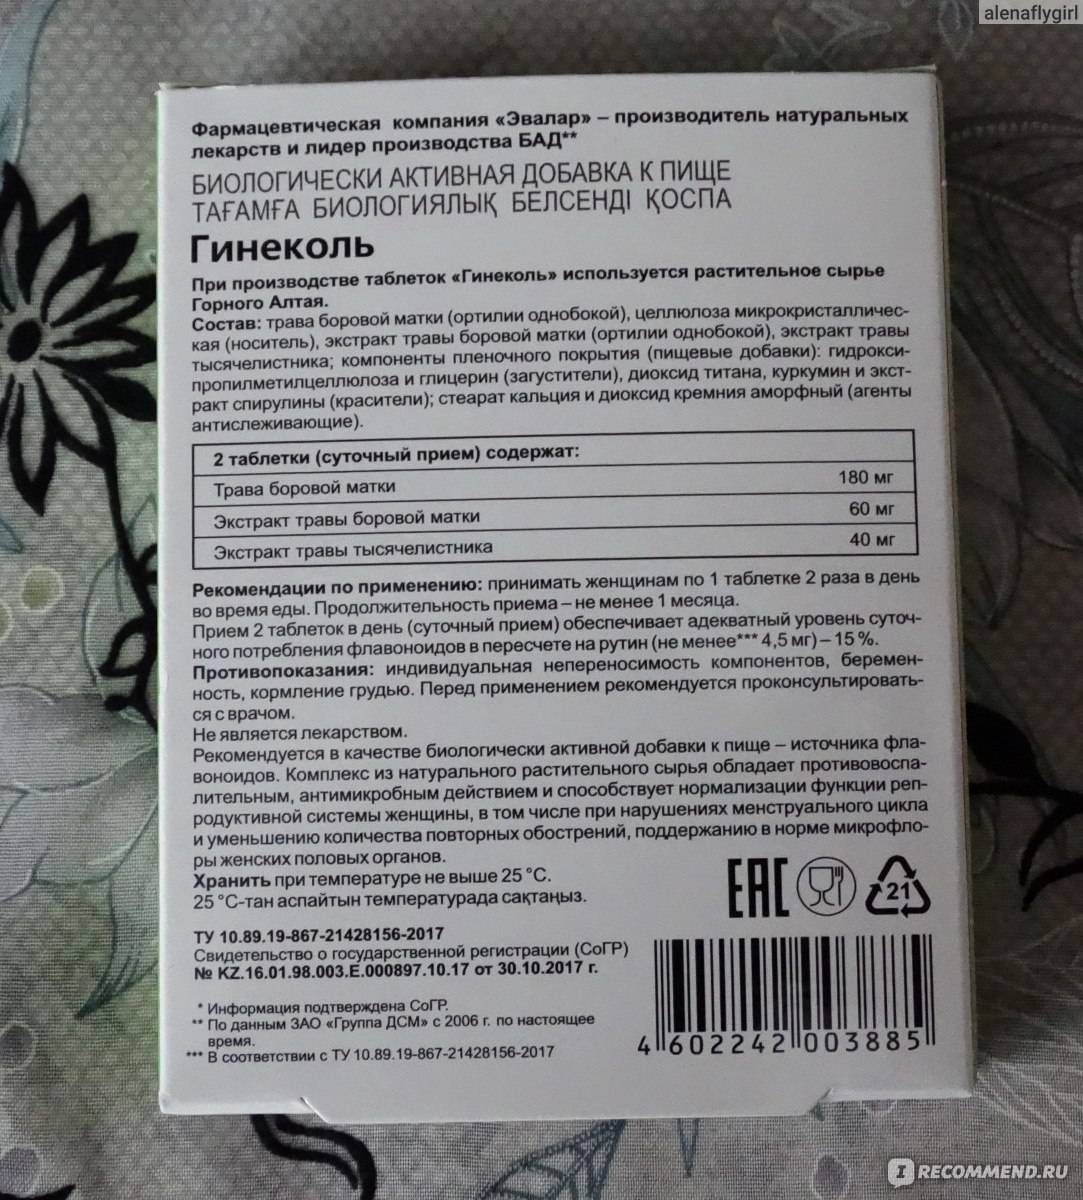 alenaflygirl
Фармацевтическая компания «Эвалар» – производитель натуральных
лекарств и лидер производства БАД**
БИОЛОГИЧЕСКИ АКТИВНАЯ ДОБАВКА К ПИЩЕ
ТАҒАМҒА БИОЛОГИЯЛЫҚ БЕЛСЕНДІ ҚОСПА
Гинеколь
При производстве таблеток «Гинеколь» используется растительное сырье
Горного Алтая.
Состав: трава боровой матки (ортилии однобокой), целлюлоза микрокристалличес-
кая (носитель), экстракт травы боровой матки (ортилии однобокой), экстракт травы
тысячелистника; компоненты пленочного покрытия (пищевые добавки): гидрокси-
пропилметилцеллюлоза и глицерин (загустители), диоксид титана, куркумин и экст-
ракт спирулины (красители); стеарат кальция и диоксид кремния аморфный (агенты
антислеживающие).
2 таблетки (суточный прием) содержат:
Трава боровой матки 180 мг
Экстракт травы боровой матки 60 мг
Экстракт травы тысячелистника 40 мг
Рекомендации по применению: принимать женщинам по 1 таблетке 2 раза в день
во время еды. Продолжительность приема – не менее 1 месяца.
Прием 2 таблеток в день (суточный прием) обеспечивает адекватный уровень суточ-
ного потребления флавоноидов в пересчете на рутин (не менее*** 4,5 мг) – 15 %.
Противопоказания: индивидуальная непереносимость компонентов, беремен-
ность, кормление грудью. Перед применением рекомендуется проконсультировать-
ся с врачом.
Не является лекарством.
Рекомендуется в качестве биологически активной добавки к пище – источника фла-
воноидов. Комплекс из натурального растительного сырья обладает противовоспа-
лительным, антимикробным действием и способствует нормализации функции реп-
родуктивной системы женщины, в том числе при нарушениях менструального цикла
и уменьшению количества повторных обострений, поддержанию в норме микрофло-
ры женских половых органов.
Хранить при температуре не выше 25 °С.
25 °С-тан аспайтын температурада сақтаңыз.
EAC
21
ТУ 10.89.19-867-21428156-2017
Свидетельство о государственной регистрации (СоГР)
№ KZ.16.01.98.003.E.000897.10.17 от 30.10.2017 г.
* Информация подтверждена СоГР.
** По данным ЗАО «Группа ДСМ» с 2006 г. по настоящее
время.
*** В соответствии с ТУ 10.89.19-867-21428156-2017
4 602242 003885
IRECOMMEND.RU